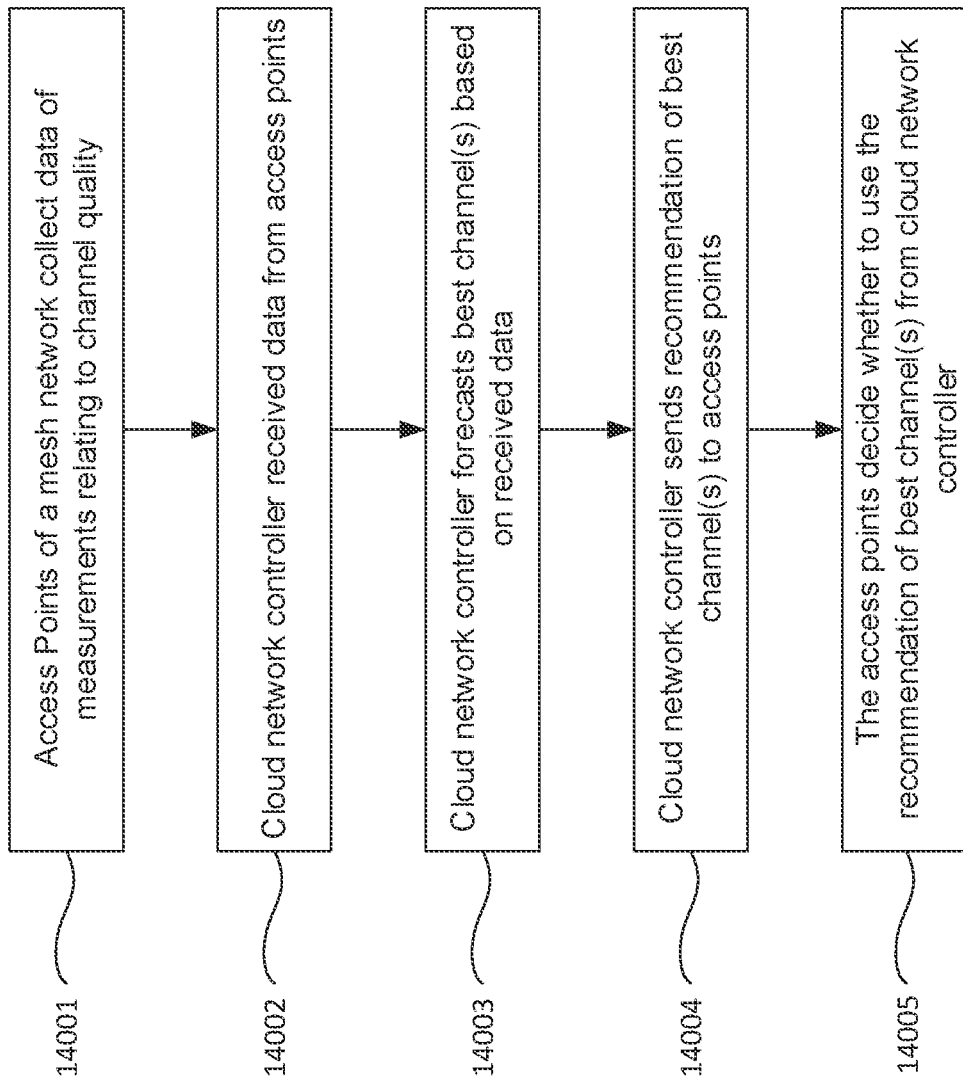 14001
Access Points of a mesh network collect data of
measurements relating to channel quality
14002
Cloud network controller received data from access points
14003
Cloud network controller forecasts best channel(s) based
on received data
14004
Cloud network controller sends recommendation of best
channel(s) to access points
14005
The access points decide whether to use the
recommendation of best channel(s) from cloud network
controller